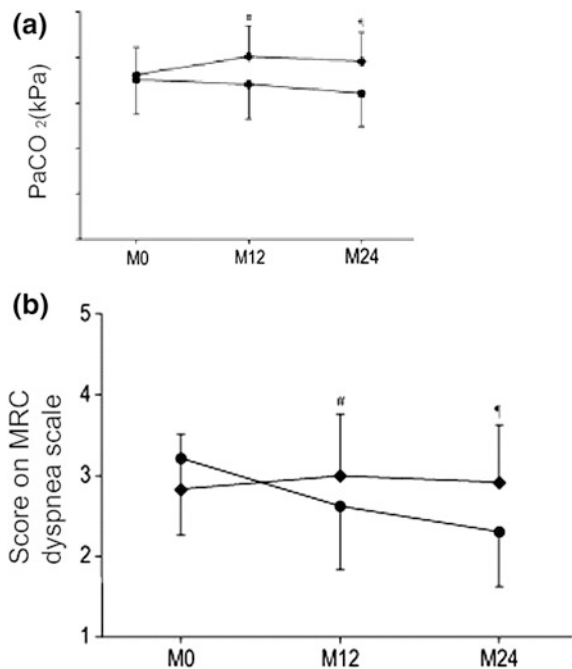 (a)
PaCO2(kPa)
# ¶
M0 M12 M24
(b)
Score on MRC
dyspnea scale
5
4
3
2
1
# ¶
M0 M12 M24